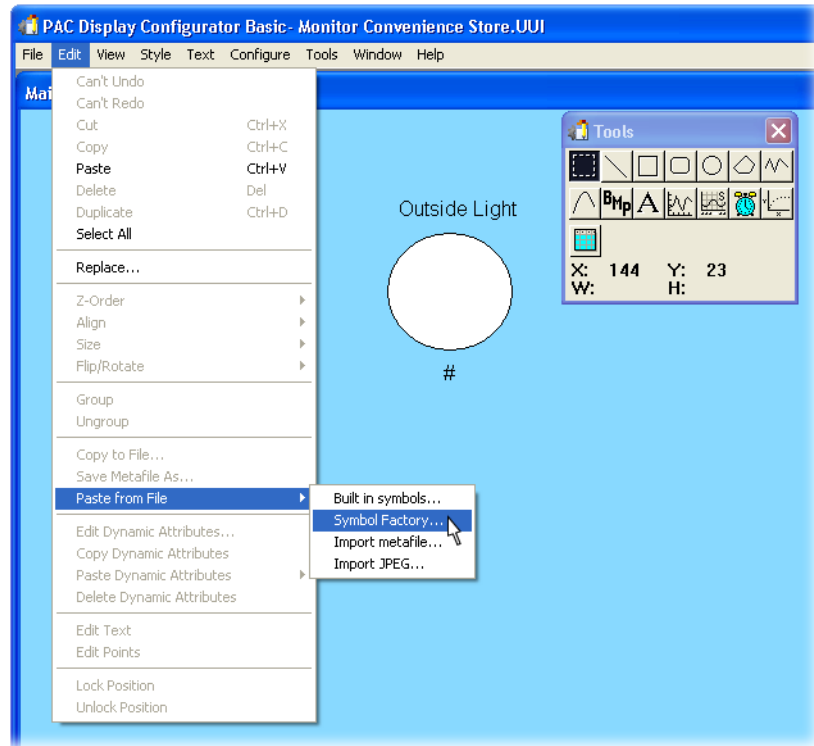 PAC Display Configurator Basic- Monitor Convenience Store.UUI
File Edit View Style Text Configure Tools Window Help
Mai
Can't Undo
Can't Redo
Cut Ctrl+X
Copy Ctrl+C
Paste Ctrl+V
Delete Del
Duplicate Ctrl+D
Select All
Replace...
Z-Order
Align
Size
Flip/Rotate
Group
Ungroup
Copy to File...
Save Metafile As...
Paste from File
Edit Dynamic Attributes...
Copy Dynamic Attributes
Paste Dynamic Attributes
Delete Dynamic Attributes
Edit Text
Edit Points
Lock Position
Unlock Position
Built in symbols...
Symbol Factory...
Import metafile...
Import JPEG...
Outside Light
#
Tools
BMp A
X: 144 Y: 23
W: H: